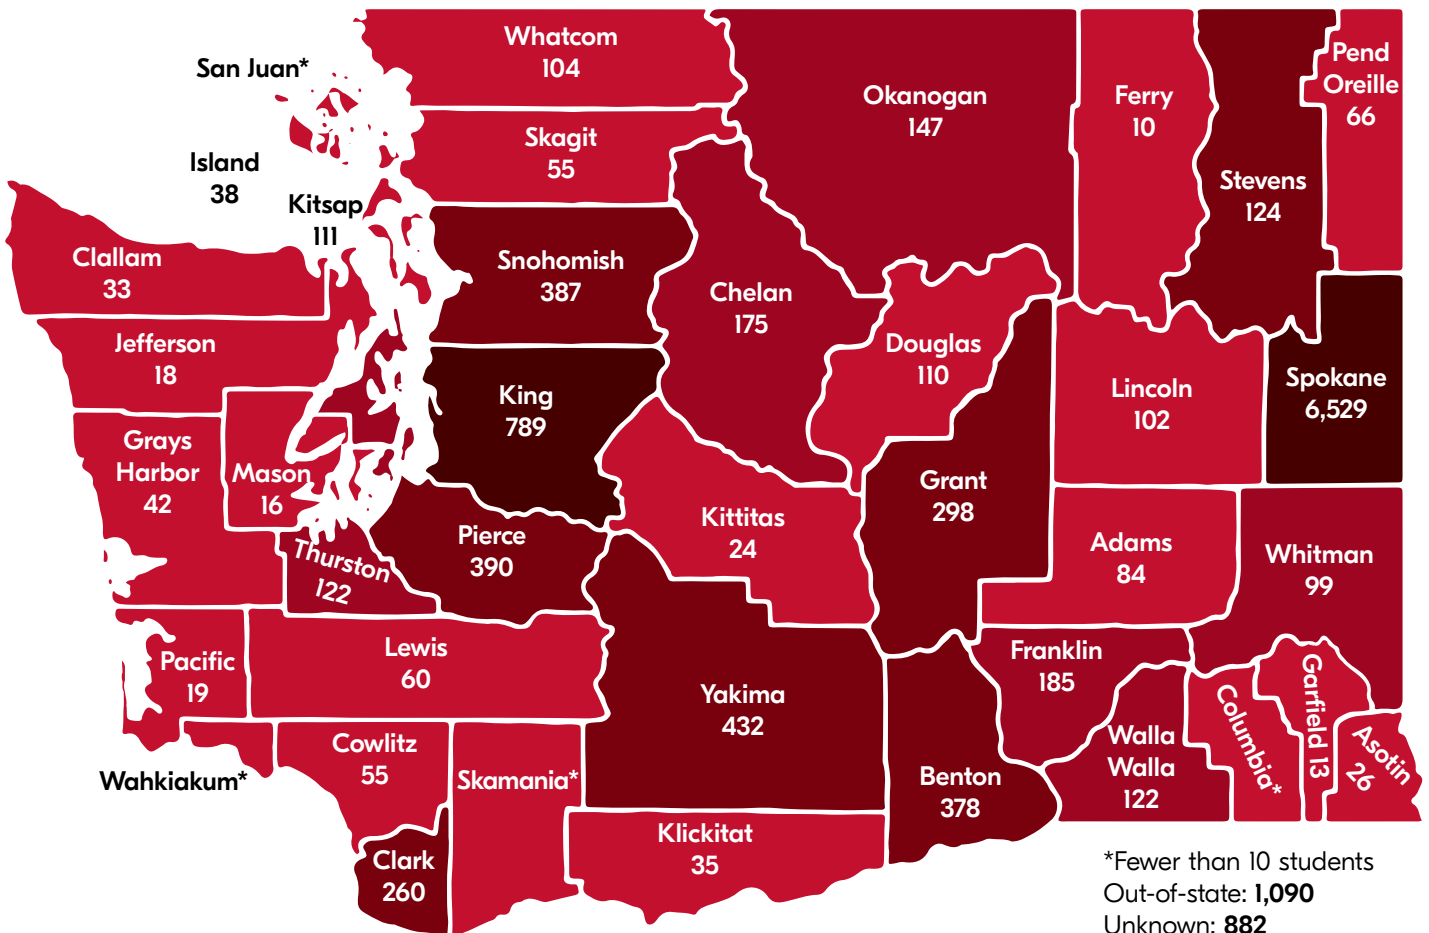 Whatcom
104
San Juan*
Skagit
55
Island
38
Kitsap
111
Okanogan
147
Ferry
10
Stevens
124
Pend
Oreille
66
Clallam
33
Snohomish
387
Chelan
175
Jefferson
18
Douglas
110
King
789
Lincoln
102
Spokane
6,529
Grays
Harbor
42
Mason
16
Grant
298
Kittitas
24
Pierce
390
Thurston
122
Adams
84
Whitman
99
Pacific
19
Lewis
60
Yakima
432
Franklin
185
Walla
Walla
122
Columbia*
Garfield 13
Asotin
26
Wahkiakum*
Cowlitz
55
Skamania*
Benton
378
Klickitat
35
Clark
260
*Fewer than 10 students
Out-of-state: 1,090
Unknown: 882